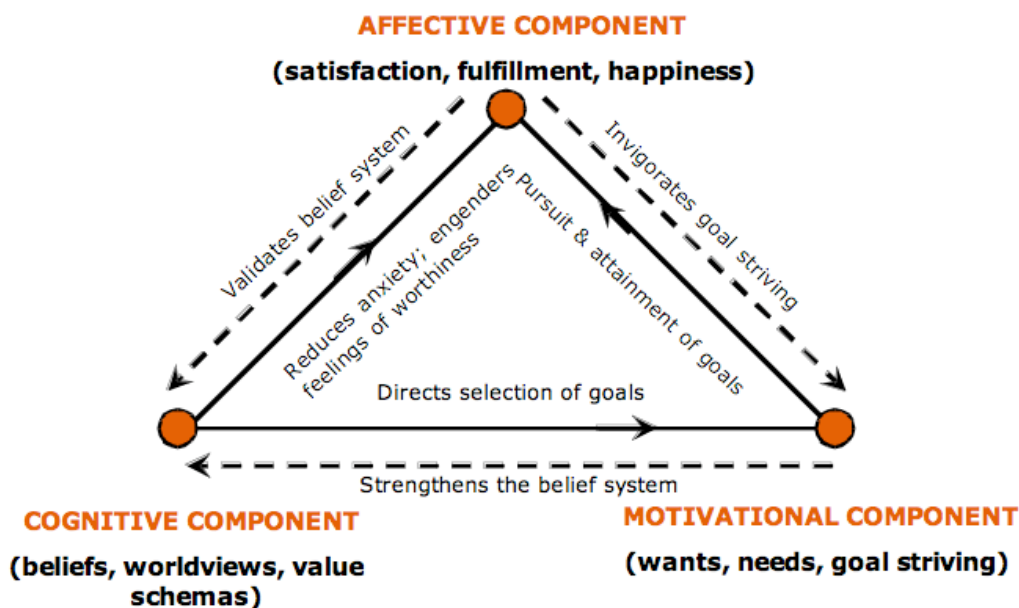 AFFECTIVE COMPONENT
(satisfaction, fulfillment, happiness)
Validates belief system
Reduces anxiety; engenders
feelings of worthiness
Pursuit & attainment of goals
Invigorates goal striving
Directs selection of goals
Strengthens the belief system
COGNITIVE COMPONENT
(beliefs, worldviews, value
schemas)
MOTIVATIONAL COMPONENT
(wants, needs, goal striving)